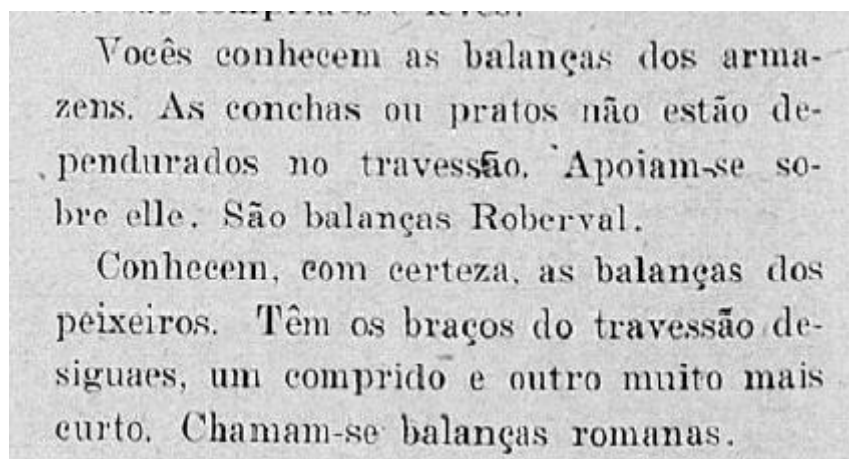 Vocês conhecem as balanças dos arma-
zens. As conchas ou pratos não estão de-
pendurados no travessão. Apoiam-se so-
bre elle. São balanças Roberval.
Conhecem, com certeza, as balanças dos
peixeiros. Têm os braços do travessão de-
siguaes, um comprido e outro muito mais
curto. Chamam-se balanças romanas.